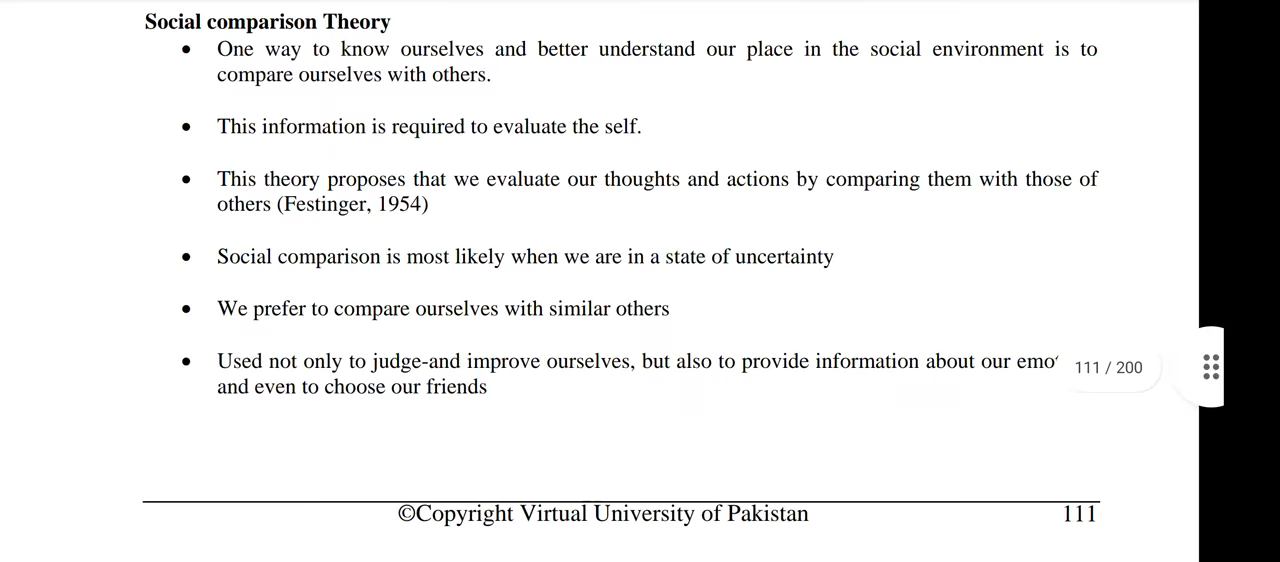 Social comparison Theory
• One way to know ourselves and better understand our place in the social environment is to
compare ourselves with others.
• This information is required to evaluate the self.
• This theory proposes that we evaluate our thoughts and actions by comparing them with those of
others (Festinger, 1954)
• Social comparison is most likely when we are in a state of uncertainty
• We prefer to compare ourselves with similar others
• Used not only to judge-and improve ourselves, but also to provide information about our
111 / 200
and even to choose our friends
©Copyright Virtual University of Pakistan 111